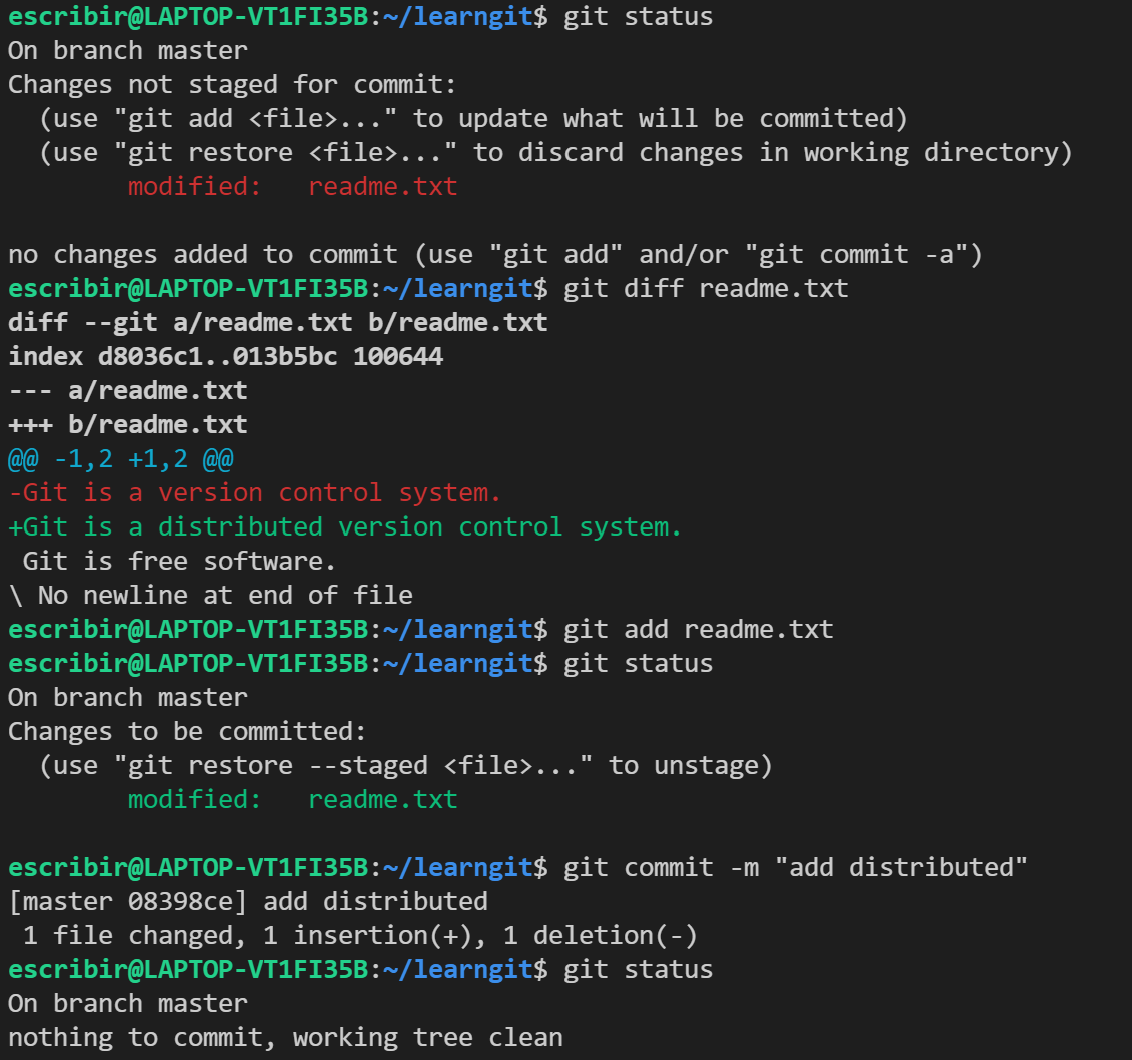 escribir@LAPTOP-VT1FI35B:~/learngit$ git status
On branch master
Changes not staged for commit:
  (use "git add <file>..." to update what will be committed)
  (use "git restore <file>..." to discard changes in working directory)
        modified:   readme.txt

no changes added to commit (use "git add" and/or "git commit -a")
escribir@LAPTOP-VT1FI35B:~/learngit$ git diff readme.txt
diff --git a/readme.txt b/readme.txt
index d8036c1..013b5bc 100644
--- a/readme.txt
+++ b/readme.txt
@@ -1,2 +1,2 @@
-Git is a version control system.
+Git is a distributed version control system.
 Git is free software.
\ No newline at end of file
escribir@LAPTOP-VT1FI35B:~/learngit$ git add readme.txt
escribir@LAPTOP-VT1FI35B:~/learngit$ git status
On branch master
Changes to be committed:
  (use "git restore --staged <file>..." to unstage)
        modified:   readme.txt

escribir@LAPTOP-VT1FI35B:~/learngit$ git commit -m "add distributed"
[master 08398ce] add distributed
 1 file changed, 1 insertion(+), 1 deletion(-)
escribir@LAPTOP-VT1FI35B:~/learngit$ git status
On branch master
nothing to commit, working tree clean